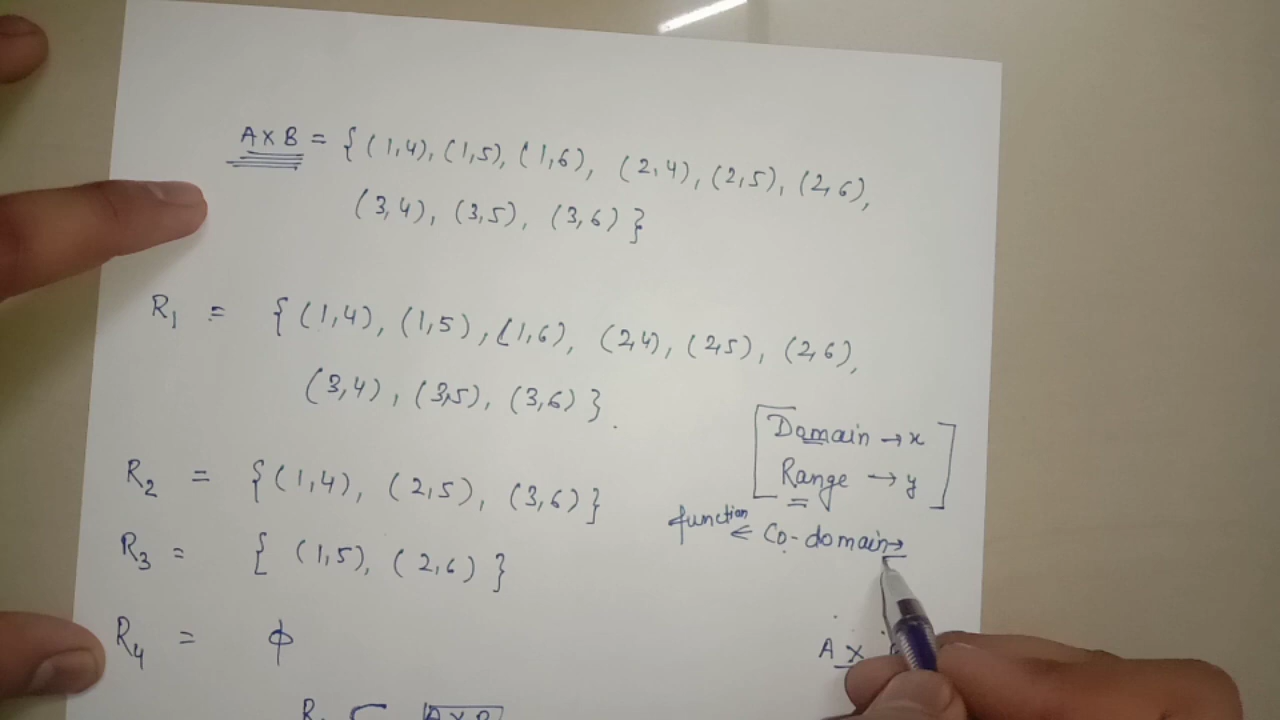 A X B = { (1,4), (1,5), (1,6), (2,4), (2,5), (2,6),
(3,4), (3,5), (3,6) }
R1 = { (1,4), (1,5), (1,6), (2,4), (2,5), (2,6),
(3,4), (3,5), (3,6) }.
Domain → x
Range → y
R2 = { (1,4), (2,5), (3,6) }
function ← Co-domain →
R3 = { (1,5), (2,6) }
R4 = ϕ
A X
R ⊂ A X B